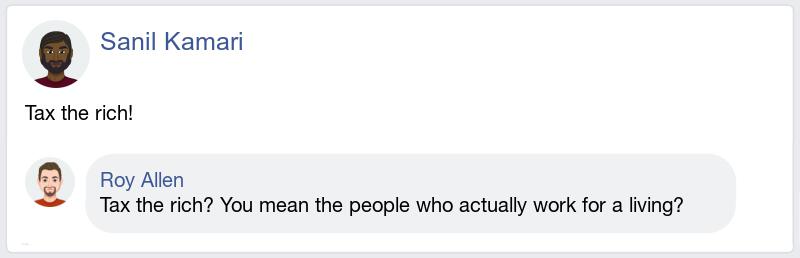 Sanil Kamari
Tax the rich!
Roy Allen
Tax the rich? You mean the people who actually work for a living?